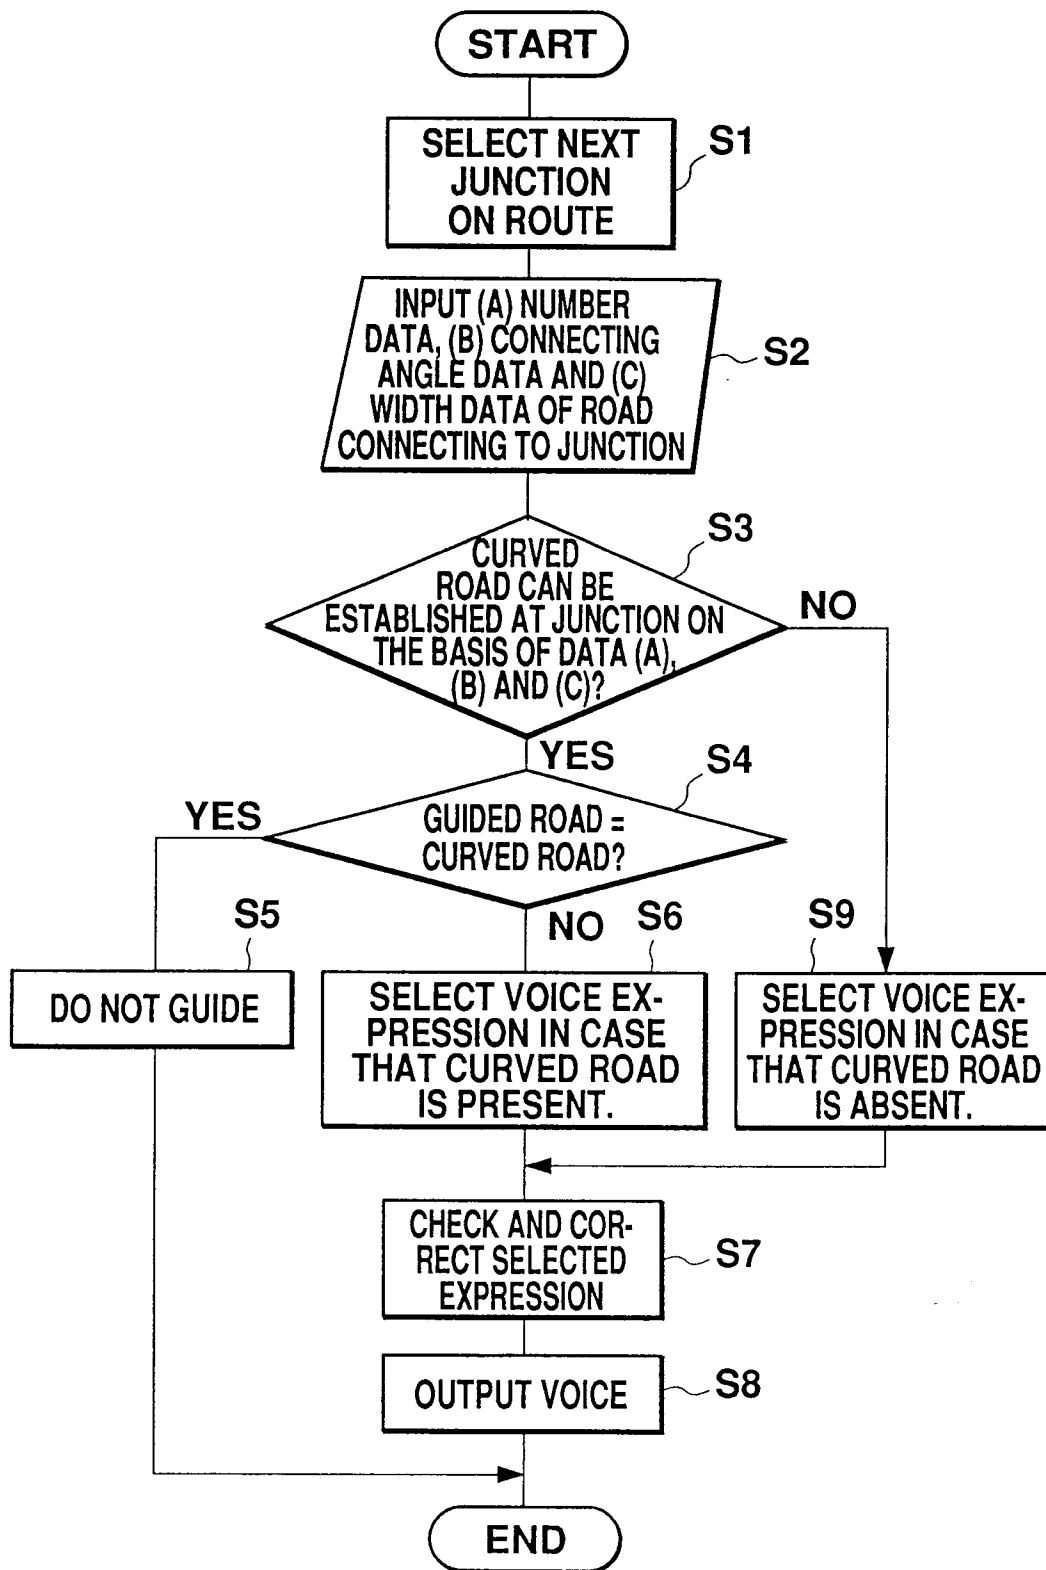 START
SELECT NEXT
JUNCTION
ON ROUTE
S1
INPUT (A) NUMBER
DATA, (B) CONNECTING
ANGLE DATA AND (C)
WIDTH DATA OF ROAD
CONNECTING TO JUNCTION
S2
CURVED
ROAD CAN BE
ESTABLISHED AT JUNCTION ON
THE BASIS OF DATA (A),
(B) AND (C)?
S3
NO
YES
GUIDED ROAD =
CURVED ROAD?
S4
YES
NO
S5
DO NOT GUIDE
S6
SELECT VOICE EX-
PRESSION IN CASE
THAT CURVED ROAD
IS PRESENT.
S9
SELECT VOICE EX-
PRESSION IN CASE
THAT CURVED ROAD
IS ABSENT.
CHECK AND COR-
RECT SELECTED
EXPRESSION
S7
OUTPUT VOICE
S8
END